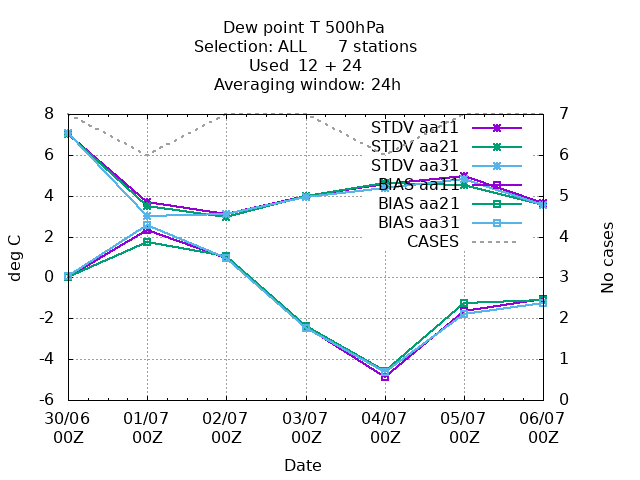 Dew point T 500hPa
Selection: ALL 7 stations
Used 12 + 24
Averaging window: 24h
8
6
4
2
0
-2
-4
-6
deg C
7
6
5
4
3
2
1
0
No cases
STDV aa11
STDV aa21
STDV aa31
BIAS aa11
BIAS aa21
BIAS aa31
CASES
30/06 01/07 02/07 03/07 04/07 05/07 06/07
00Z 00Z 00Z 00Z 00Z 00Z 00Z
Date